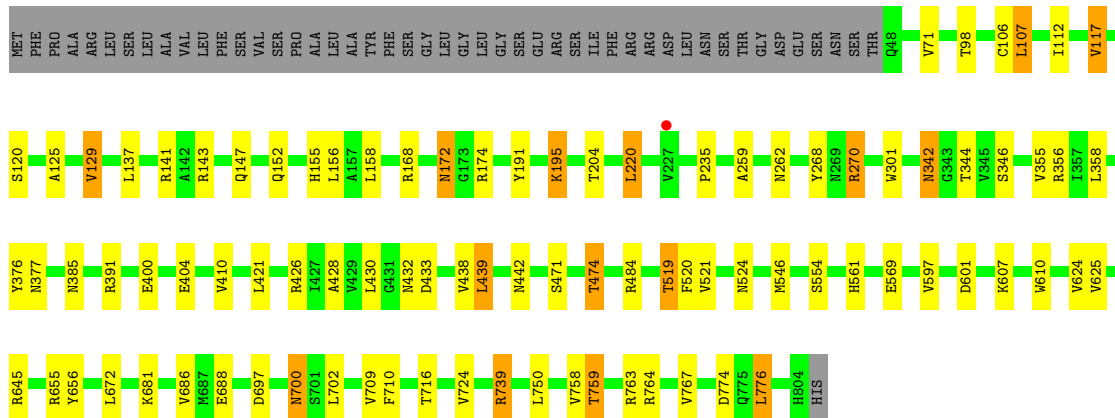 MET PHE PRO ALA ARG LEU SER LEU ALA VAL LEU PHE SER VAL SER PRO ALA LEU ALA TYR PHE SER GLY LEU GLY LEU GLY SER GLU ARG SER ILE PHE ARG ARG ASP LEU ASN SER THR GLY ASP GLU SER ASN SER THR Q48 V71 T98 C106 L107 I112 V117
S120 A125 V129 L137 R141 A142 R143 Q147 Q152 H155 L156 A157 L158 R168 N172 G173 R174 Y191 K195 T204 L220 V227 P235 A259 N262 Y268 N269 R270 W301 N342 G343 T344 V345 S346 V355 R356 I357 L358
Y376 N377 N385 R391 E400 E404 V410 L421 R426 I427 A428 V429 L430 G431 N432 D433 V438 L439 N442 S471 T474 R484 T519 F520 V521 N524 M546 S554 H561 E569 V597 D601 K607 W610 V624 V625
R645 R655 Y656 L672 K681 V686 M687 E688 D697 N700 S701 L702 V709 F710 T716 V724 R739 L750 V758 T759 R763 R764 V767 D774 Q775 L776 H804 HIS